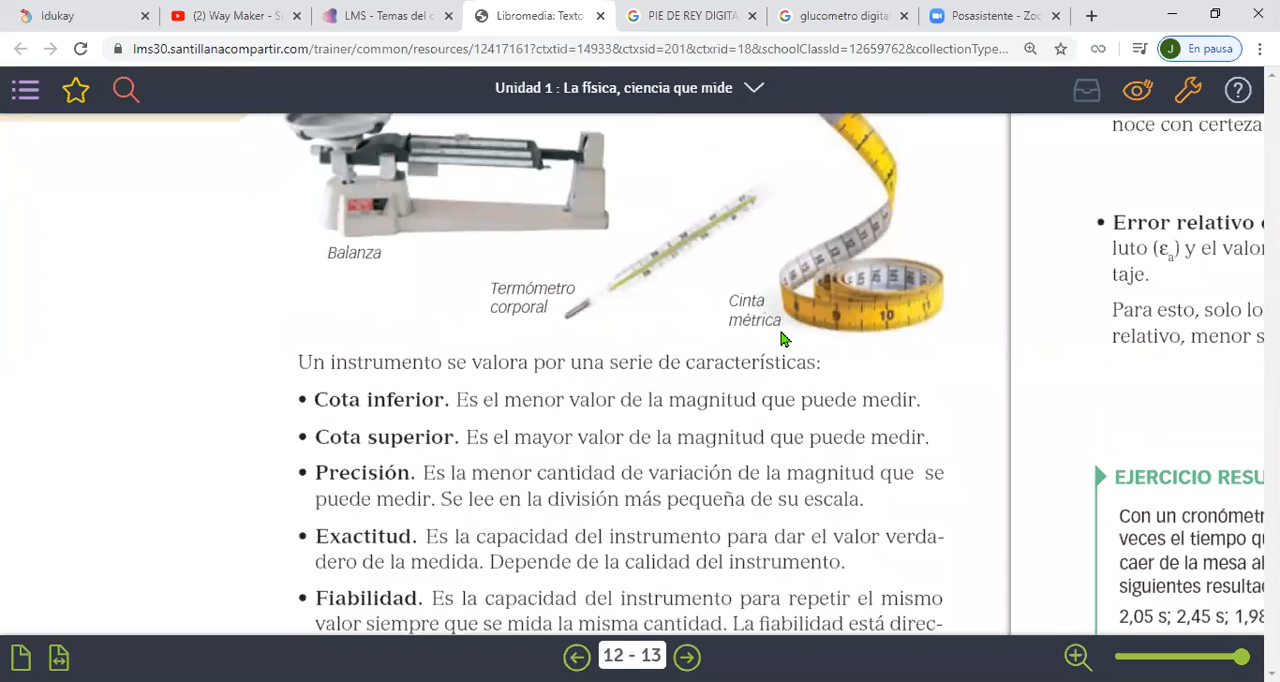 Idukay
(2) Way Maker - S
LMS - Temas del c
Libromedia: Texto
PIE DE REY DIGITA
glucometro digita
Posasistente - Zoo
lms30.santillanacompartir.com/trainer/common/resources/12417161?ctxtid=14933&ctxsid=201&ctxrid=18&schoolClassId=12659762&collectionType...
J En pausa
Unidad 1 : La física, ciencia que mide
Balanza
Termómetro
corporal
Cinta
métrica
Un instrumento se valora por una serie de características:
• Cota inferior. Es el menor valor de la magnitud que puede medir.
• Cota superior. Es el mayor valor de la magnitud que puede medir.
• Precisión. Es la menor cantidad de variación de la magnitud que se
puede medir. Se lee en la división más pequeña de su escala.
• Exactitud. Es la capacidad del instrumento para dar el valor verda-
dero de la medida. Depende de la calidad del instrumento.
• Fiabilidad. Es la capacidad del instrumento para repetir el mismo
valor siempre que se mida la misma cantidad. La fiabilidad está direc-
noce con certeza
• Error relativo
luto (εa) y el valor
taje.
Para esto, solo lo
relativo, menor s
EJERCICIO RESU
Con un cronómetr
veces el tiempo qu
caer de la mesa al
siguientes resulta
2,05 s; 2,45 s; 1,98
12 - 13